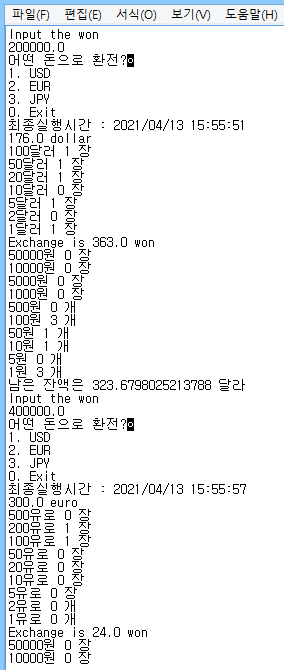 파일(F) 편집(E) 서식(O) 보기(V) 도움말(H)
Input the won
200000.0
어떤 돈으로 환전?
1. USD
2. EUR
3. JPY
0. Exit
최종실행시간 : 2021/04/13 15:55:51
176.0 dollar
100달러 1 장
50달러 1 장
20달러 1 장
10달러 0 장
5달러 1 장
2달러 0 장
1달러 1 장
Exchange is 363.0 won
50000원 0 장
10000원 0 장
5000원 0 장
1000원 0 장
500원 0 개
100원 3 개
50원 1 개
10원 1 개
5원 0 개
1원 3 개
남은 잔액은 323.6798025213788 달라
Input the won
400000.0
어떤 돈으로 환전?
1. USD
2. EUR
3. JPY
0. Exit
최종실행시간 : 2021/04/13 15:55:57
300.0 euro
500유로 0 장
200유로 1 장
100유로 1 장
50유로 0 장
20유로 0 장
10유로 0 장
5유로 0 장
2유로 0 개
1유로 0 개
Exchange is 24.0 won
50000원 0 장
10000원 0 장